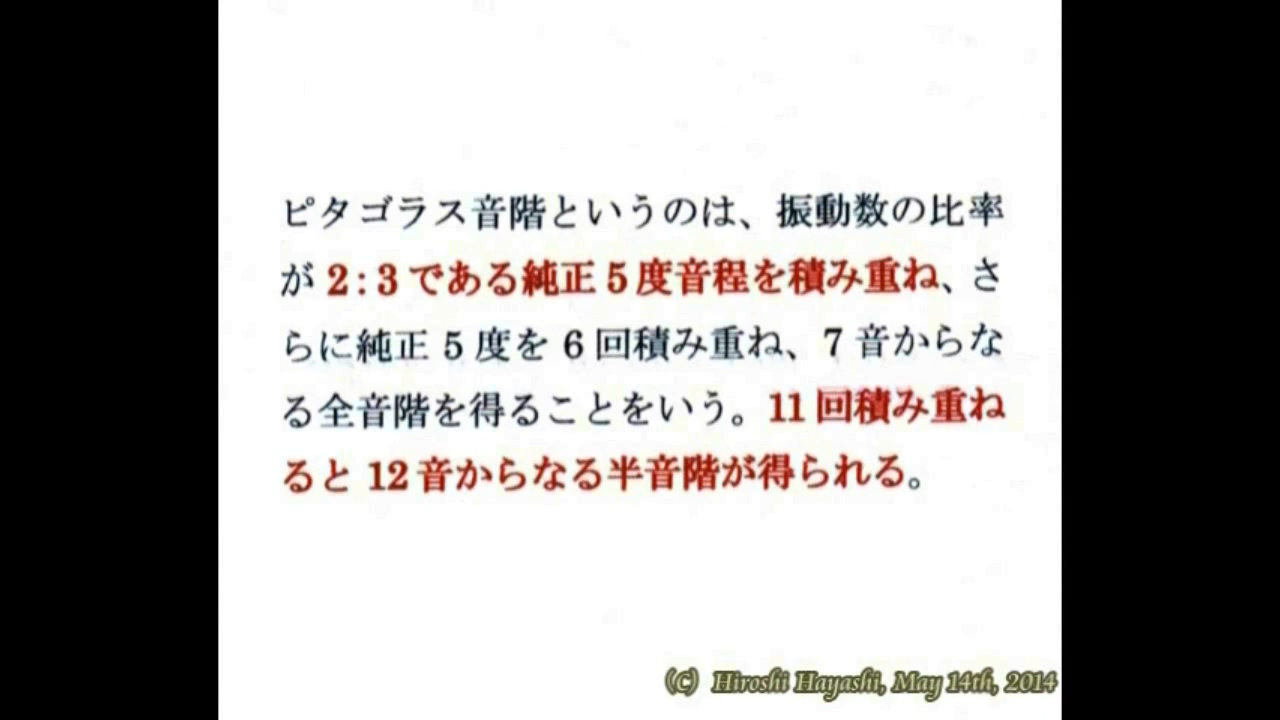 ピタゴラス音階というのは、振動数の比率
が 2 : 3 である純正 5 度音程を積み重ね、さ
らに純正 5 度を 6 回積み重ね、7 音からな
る全音階を得ることをいう。11 回積み重ね
ると 12 音からなる半音階が得られる。
(C) Hiroshi Hayashi, May 14th, 2014